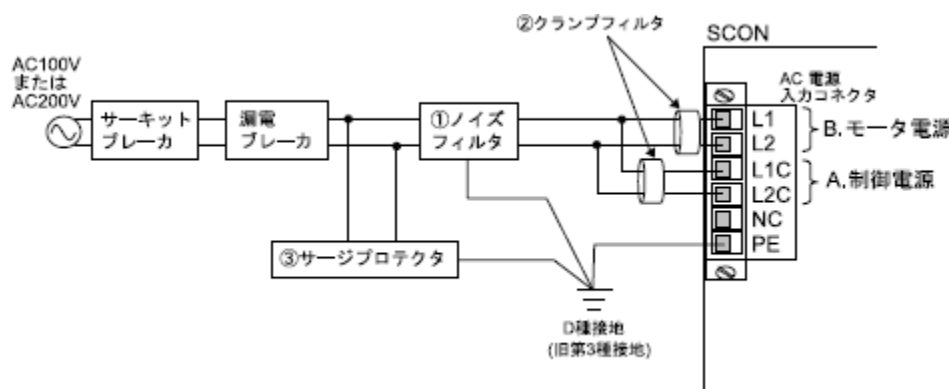 ②クランプフィルタ
SCON
AC100V
または
AC200V
AC 電源
入力コネクタ
サーキット
ブレーカ
漏電
ブレーカ
①ノイズ
フィルタ
L1
L2
B.モータ電源
L1C
L2C
A.制御電源
NC
PE
③サージプロテクタ
D種接地
(旧第3種接地)